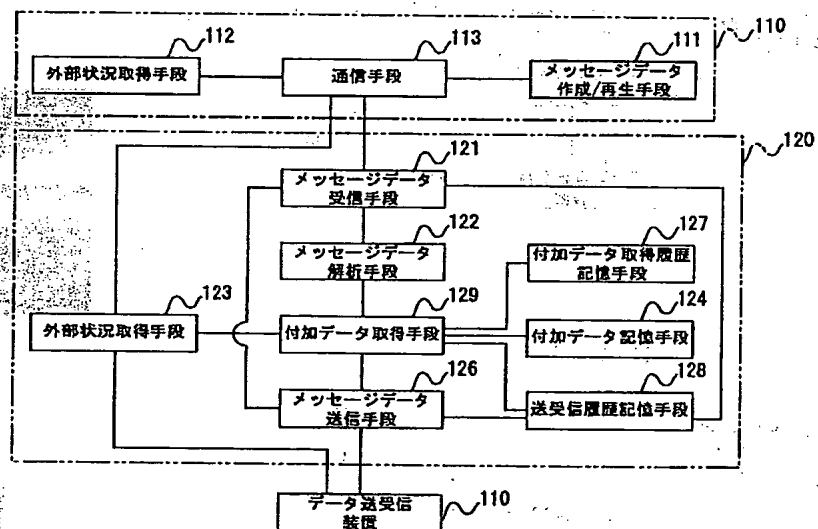 112
113
111
110
外部状況取得手段
通信手段
メッセージデータ
作成/再生手段
120
121
メッセージデータ
受信手段
122
メッセージデータ
解析手段
127
付加データ取得履歴
記憶手段
123
外部状況取得手段
129
付加データ取得手段
124
付加データ記憶手段
126
メッセージデータ
送信手段
128
送受信履歴記憶手段
データ送受信
装置
110